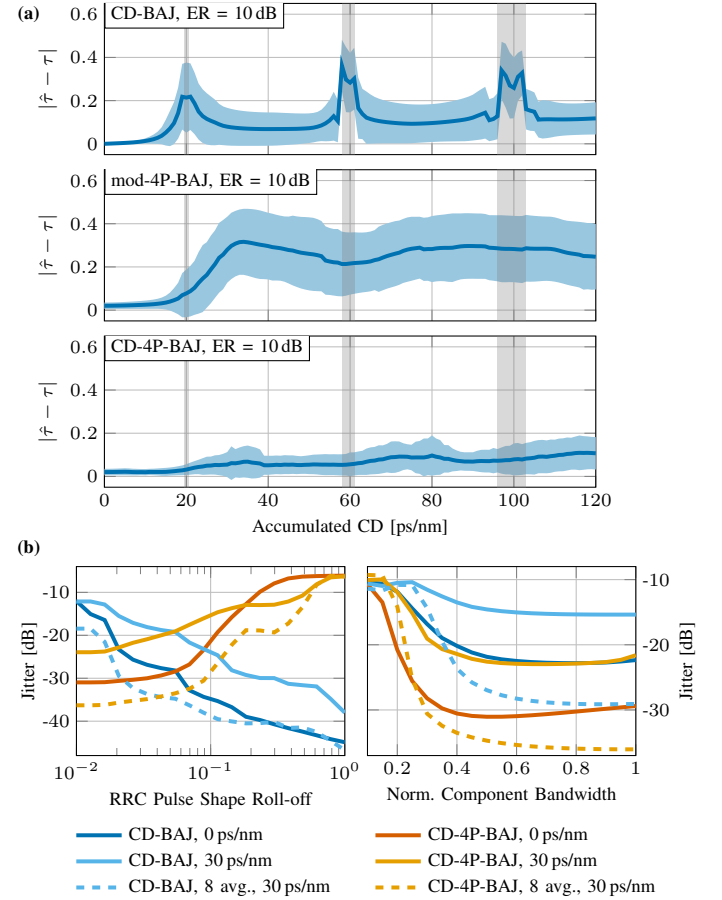 (a)
CD-BAJ, ER = 10 dB
0.6
0.4
0.2
0
|τ̂ − τ|
mod-4P-BAJ, ER = 10 dB
0.6
0.4
0.2
0
|τ̂ − τ|
CD-4P-BAJ, ER = 10 dB
0.6
0.4
0.2
0
|τ̂ − τ|
0 20 40 60 80 100 120
Accumulated CD [ps/nm]
(b)
-10
-20
-30
-40
Jitter [dB]
10⁻² 10⁻¹ 10⁰
RRC Pulse Shape Roll-off
-10
-20
-30
Jitter [dB]
0.2 0.4 0.6 0.8 1
Norm. Component Bandwidth
CD-BAJ, 0 ps/nm
CD-BAJ, 30 ps/nm
CD-BAJ, 8 avg., 30 ps/nm
CD-4P-BAJ, 0 ps/nm
CD-4P-BAJ, 30 ps/nm
CD-4P-BAJ, 8 avg., 30 ps/nm